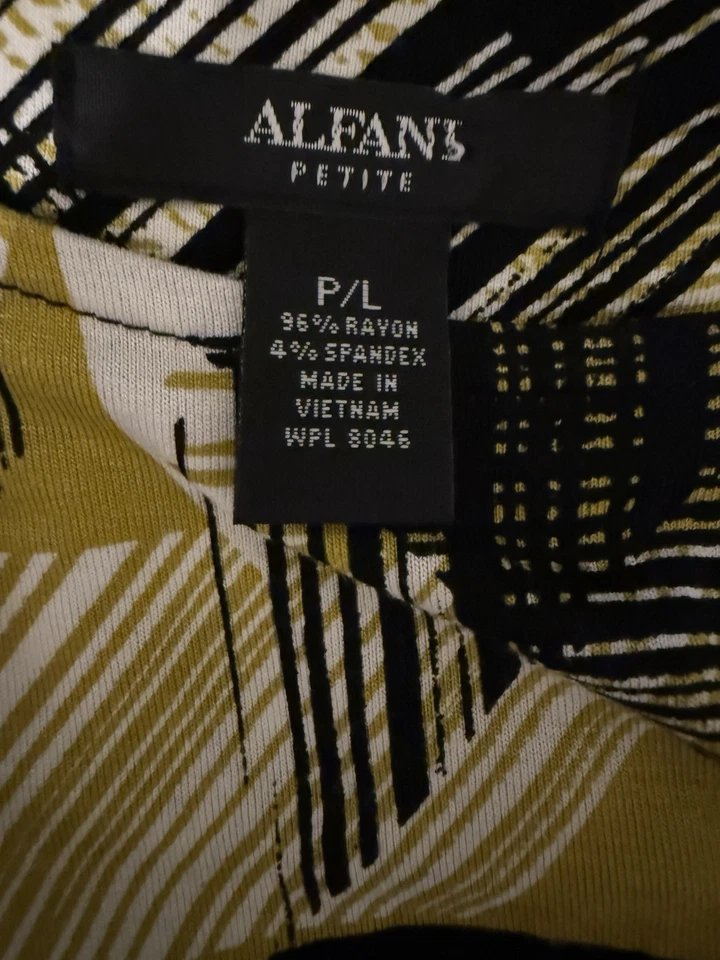 ALFANI
PETITE
P/L
96% RAYON
4% SPANDEX
MADE IN
VIETNAM
WPL 8046